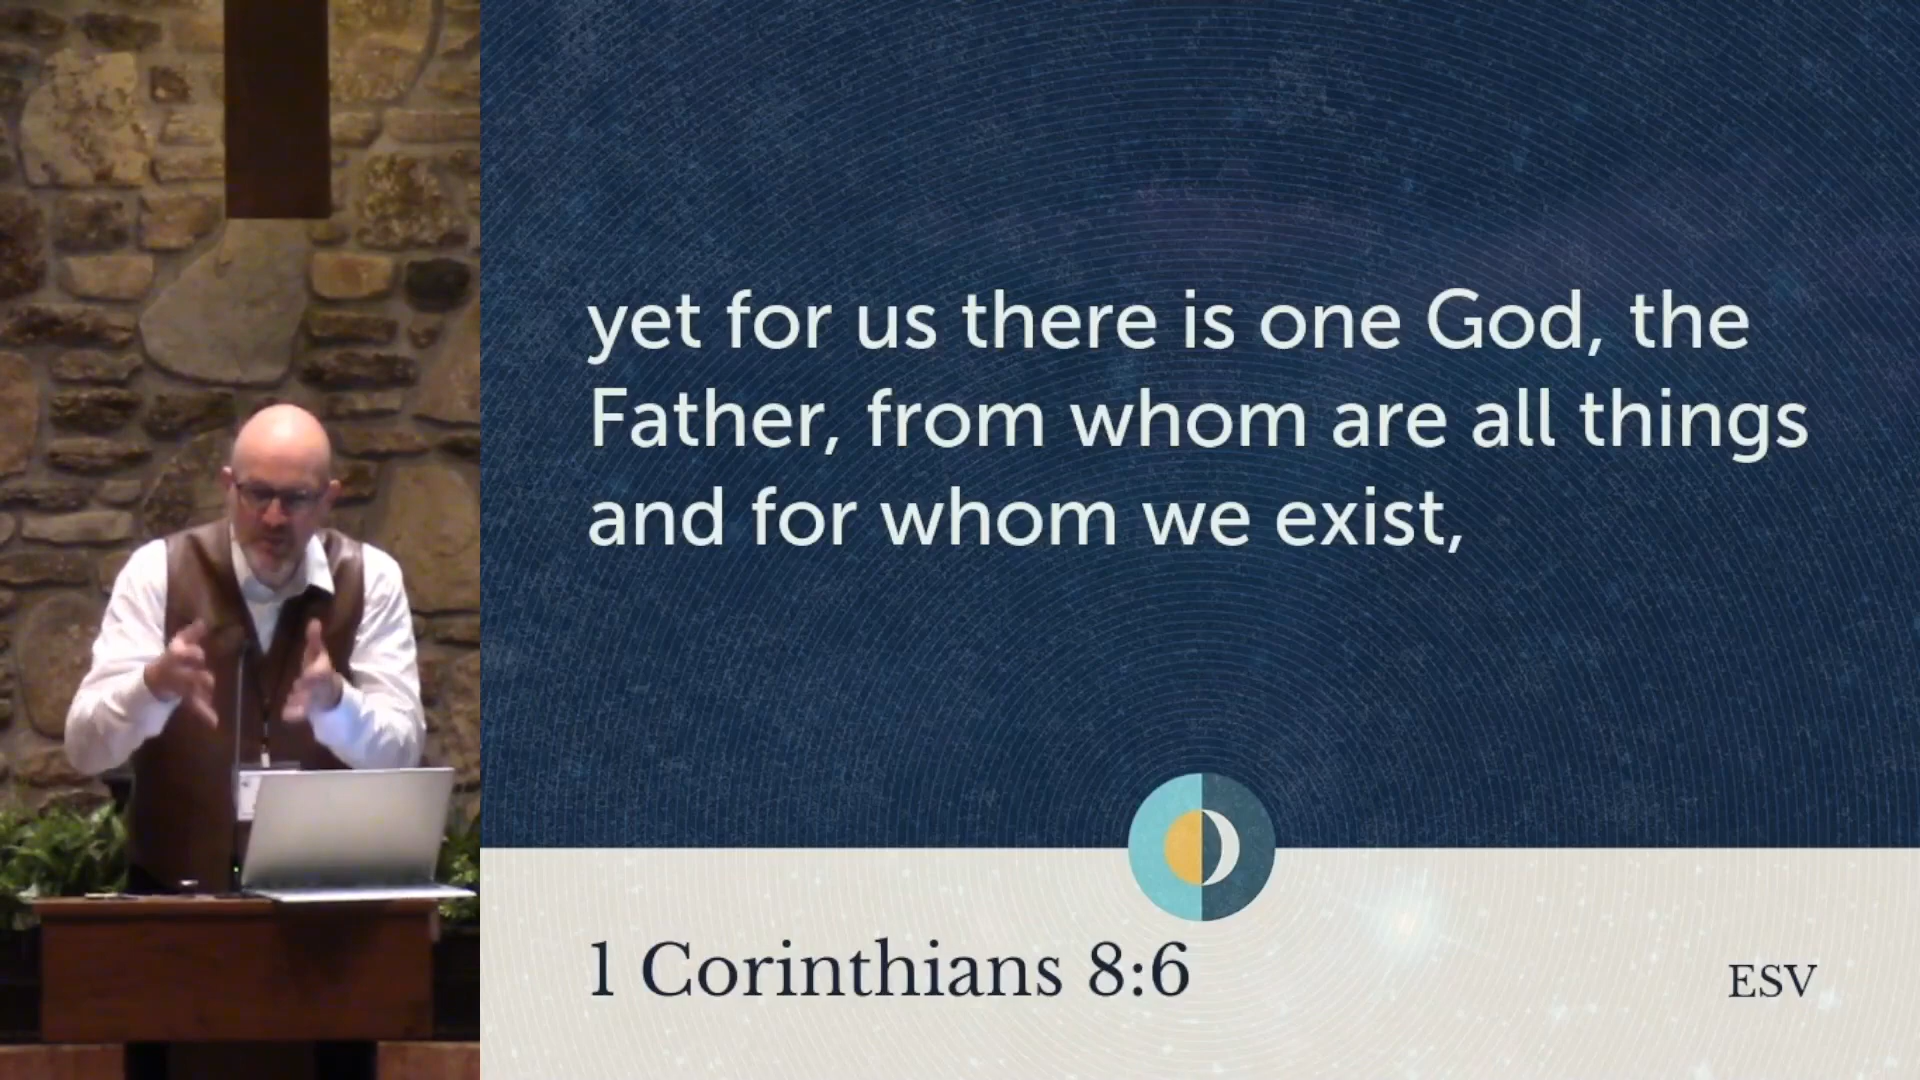 yet for us there is one God, the
Father, from whom are all things
and for whom we exist,
1 Corinthians 8:6
ESV